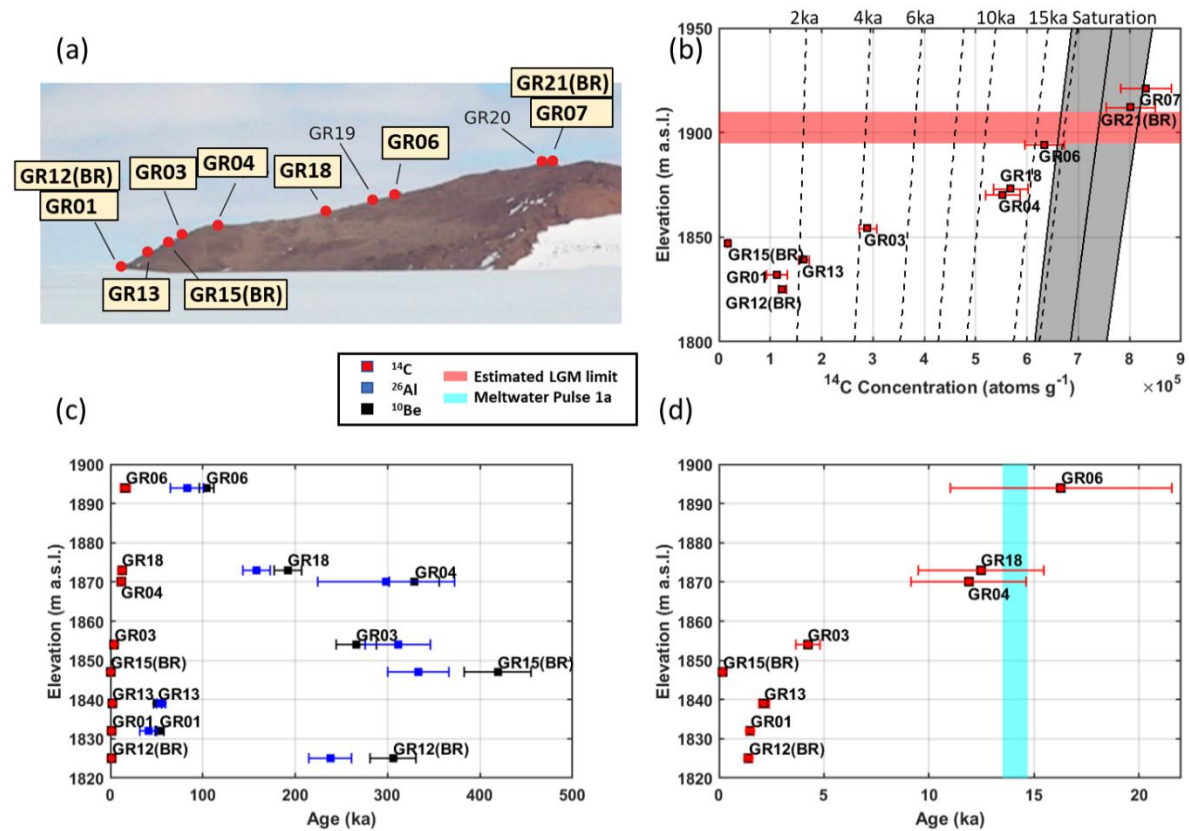 (a)
GR21(BR)
GR07
GR20
GR19
GR06
GR18
GR04
GR03
GR12(BR)
GR01
GR13
GR15(BR)
(b)
2ka 4ka 6ka 10ka 15ka Saturation
1950
1900
1850
1800
Elevation (m a.s.l.)
GR07
GR21(BR)
GR06
GR18
GR04
GR03
GR15(BR)
GR13
GR01
GR12(BR)
0 1 2 3 4 5 6 7 8 9
¹⁴C Concentration (atoms g⁻¹) × 10⁵
¹⁴C
²⁶Al
¹⁰Be
Estimated LGM limit
Meltwater Pulse 1a
(c)
1900
1890
1880
1870
1860
1850
1840
1830
1820
Elevation (m a.s.l.)
GR06 GR06
GR18 GR18
GR04 GR04
GR03 GR03
GR15(BR) GR15(BR)
GR13 GR13
GR01 GR01
GR12(BR) GR12(BR)
0 100 200 300 400 500
Age (ka)
(d)
1900
1890
1880
1870
1860
1850
1840
1830
1820
Elevation (m a.s.l.)
GR06
GR18
GR04
GR03
GR15(BR)
GR13
GR01
GR12(BR)
0 5 10 15 20
Age (ka)